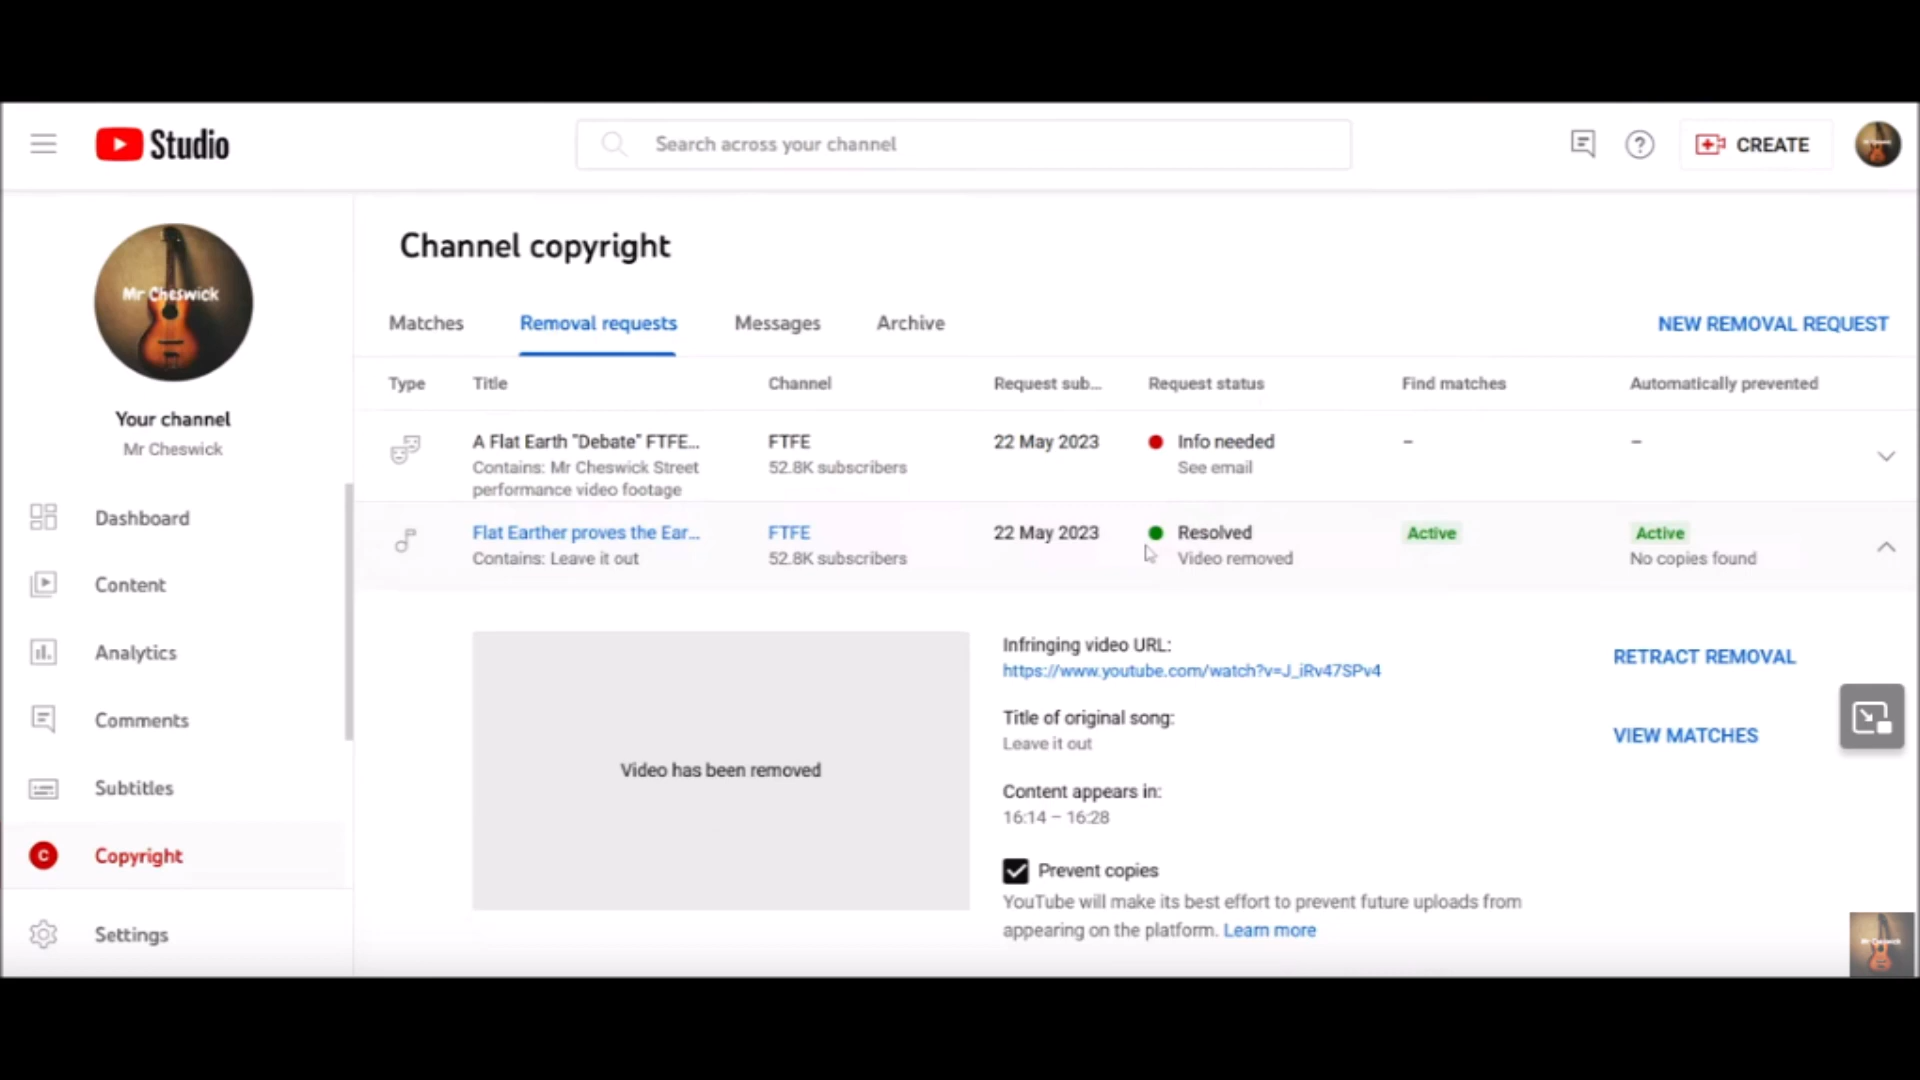 Studio
Search across your channel
CREATE
Mr Cheswick
Your channel
Mr Cheswick
Dashboard
Content
Analytics
Comments
Subtitles
Copyright
Settings
Channel copyright
Matches
Removal requests
Messages
Archive
NEW REMOVAL REQUEST
Type
Title
Channel
Request sub...
Request status
Find matches
Automatically prevented
A Flat Earth "Debate" FTFE...
Contains: Mr Cheswick Street
performance video footage
FTFE
52.8K subscribers
22 May 2023
Info needed
See email
–
–
Flat Earther proves the Ear...
Contains: Leave it out
FTFE
52.8K subscribers
22 May 2023
Resolved
Video removed
Active
Active
No copies found
Video has been removed
Infringing video URL:
https://www.youtube.com/watch?v=J_iRv47SPv4
Title of original song:
Leave it out
Content appears in:
16:14 – 16:28
Prevent copies
YouTube will make its best effort to prevent future uploads from
appearing on the platform. Learn more
RETRACT REMOVAL
VIEW MATCHES
Mr Cheswick